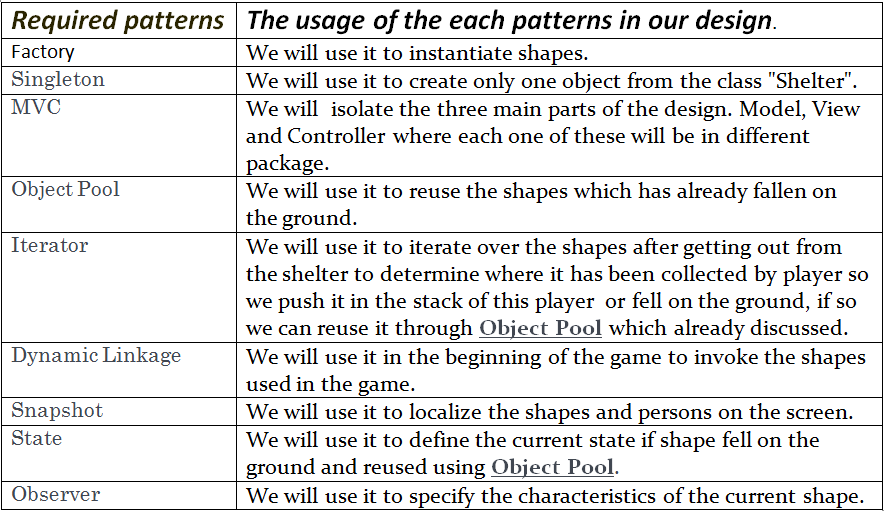 Required patterns The usage of the each patterns in our design.
Factory We will use it to instantiate shapes.
Singleton We will use it to create only one object from the class "Shelter".
MVC We will isolate the three main parts of the design. Model, View
and Controller where each one of these will be in different
package.
Object Pool We will use it to reuse the shapes which has already fallen on
the ground.
Iterator We will use it to iterate over the shapes after getting out from
the shelter to determine where it has been collected by player so
we push it in the stack of this player or fell on the ground, if so
we can reuse it through Object Pool which already discussed.
Dynamic Linkage We will use it in the beginning of the game to invoke the shapes
used in the game.
Snapshot We will use it to localize the shapes and persons on the screen.
State We will use it to define the current state if shape fell on the
ground and reused using Object Pool.
Observer We will use it to specify the characteristics of the current shape.